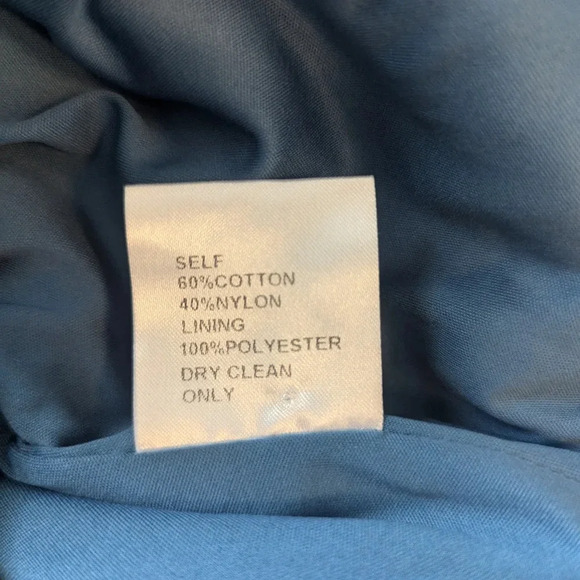 SELF
60%COTTON
40%NYLON
LINING
100%POLYESTER
DRY CLEAN
ONLY